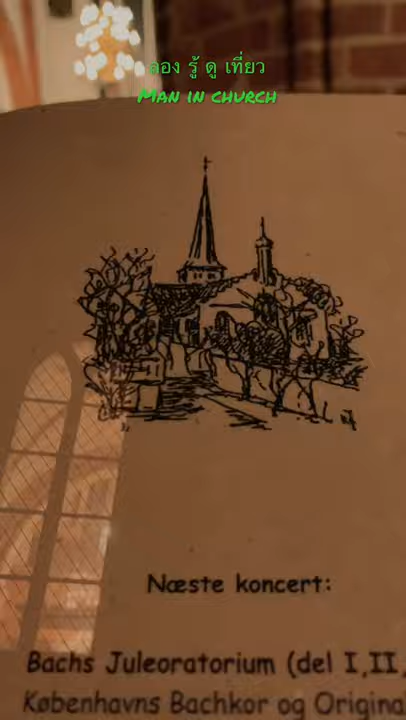 ลอง รู้ ดู เที่ยว
Man in church
Næste koncert:
Bachs Juleoratorium (del I,II,
Københavns Bachkor og Origina